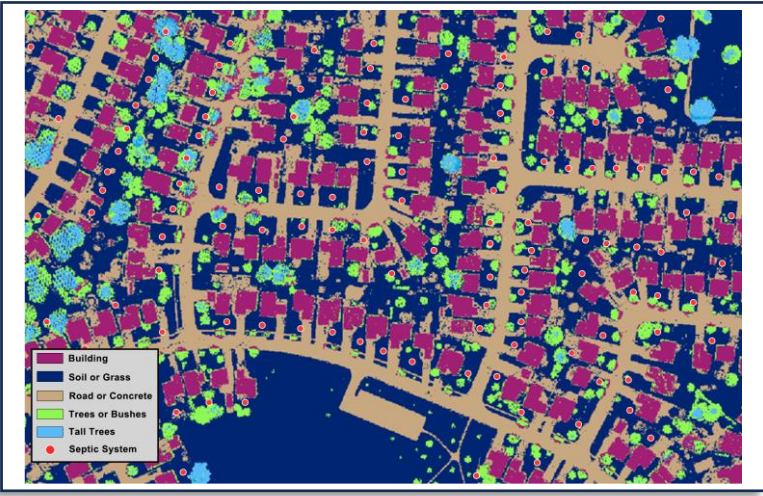 Building
Soil or Grass
Road or Concrete
Trees or Bushes
Tall Trees
Septic System